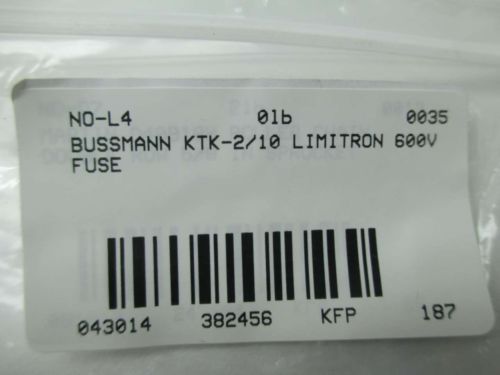 NO-L4 01b 0035
BUSSMANN KTK-2/10 LIMITRON 600V
FUSE
043014 382456 KFP 187